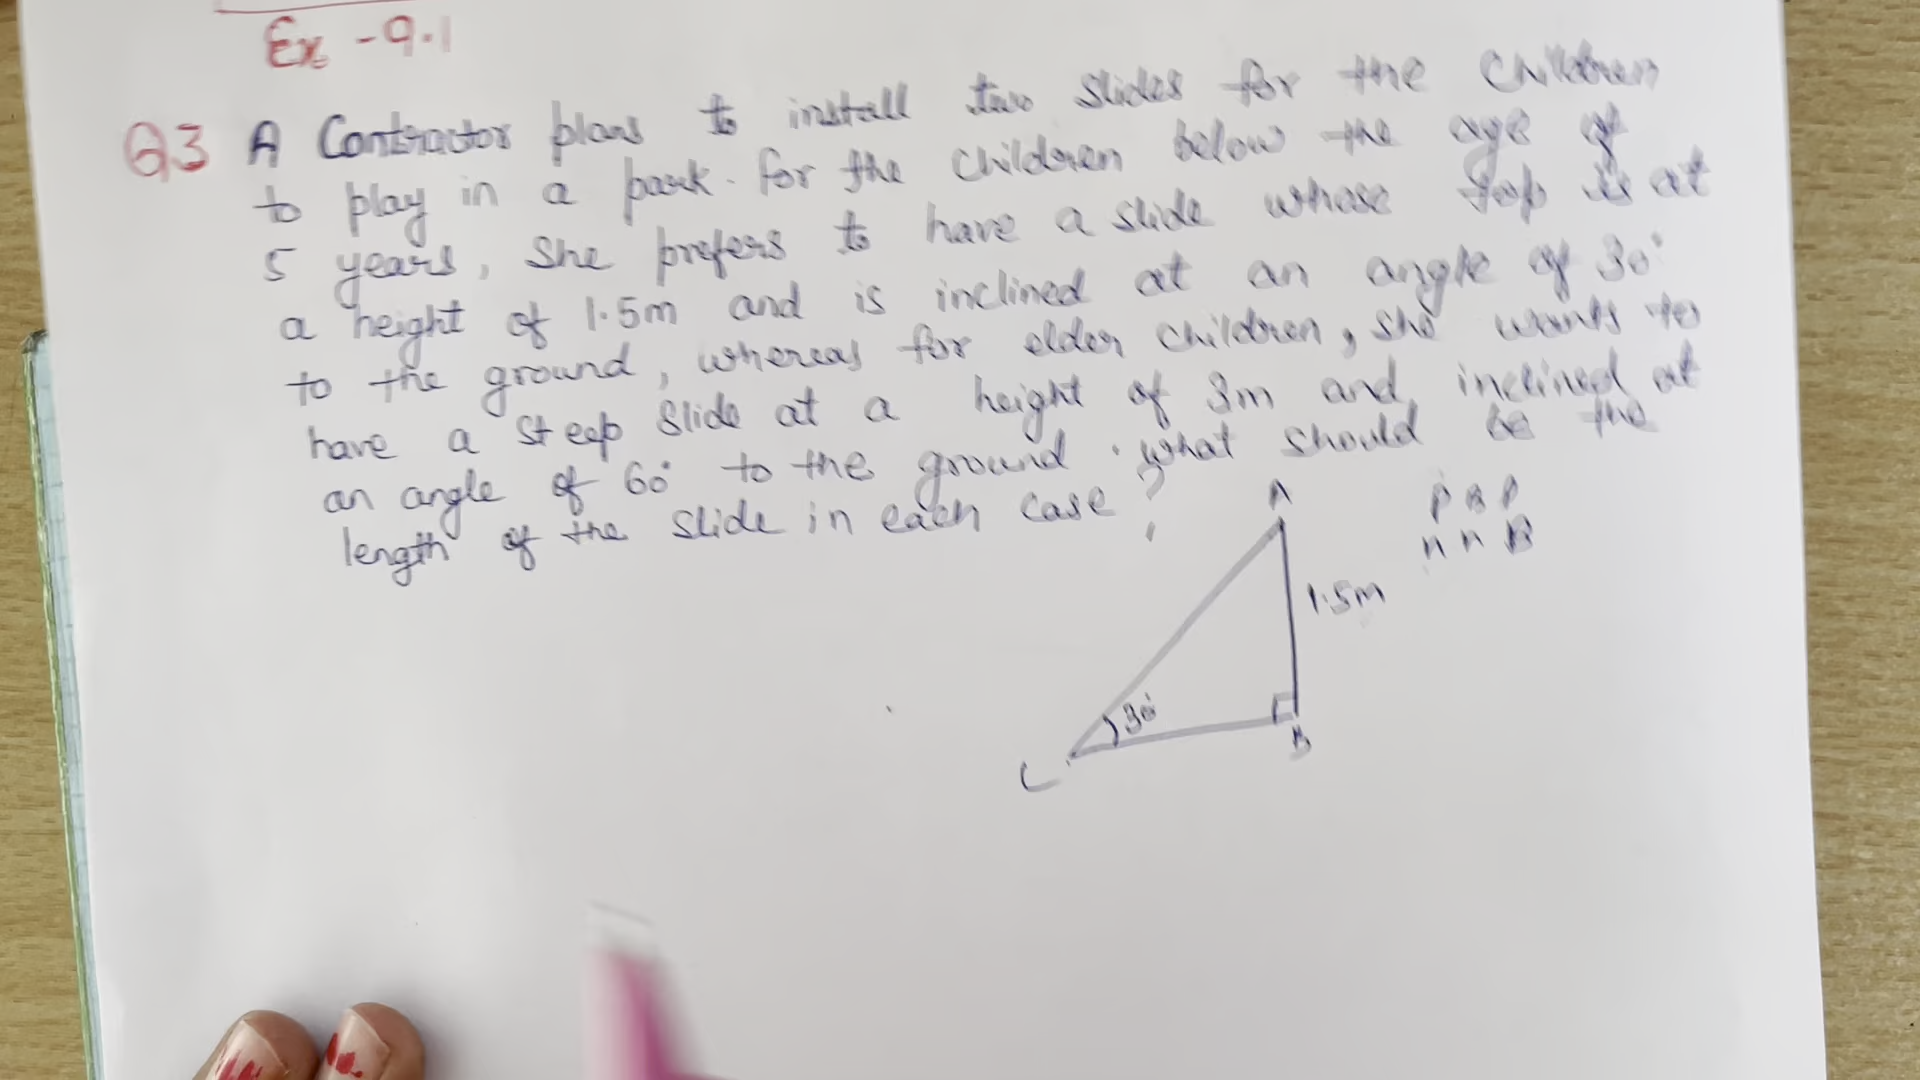 Ex - 9.1
Q3 A Contractor plans to install two slides for the children
to play in a park. For the children below the age of
5 years, she prefers to have a slide whose top is at
a height of 1.5m and is inclined at an angle of 30°
to the ground, whereas for elder children, she wants to
have a steep slide at a height of 3m and inclined at
an angle of 60° to the ground. what should be the
length of the slide in each case?
A
P B P
H H B
1.5m
30°
B
C